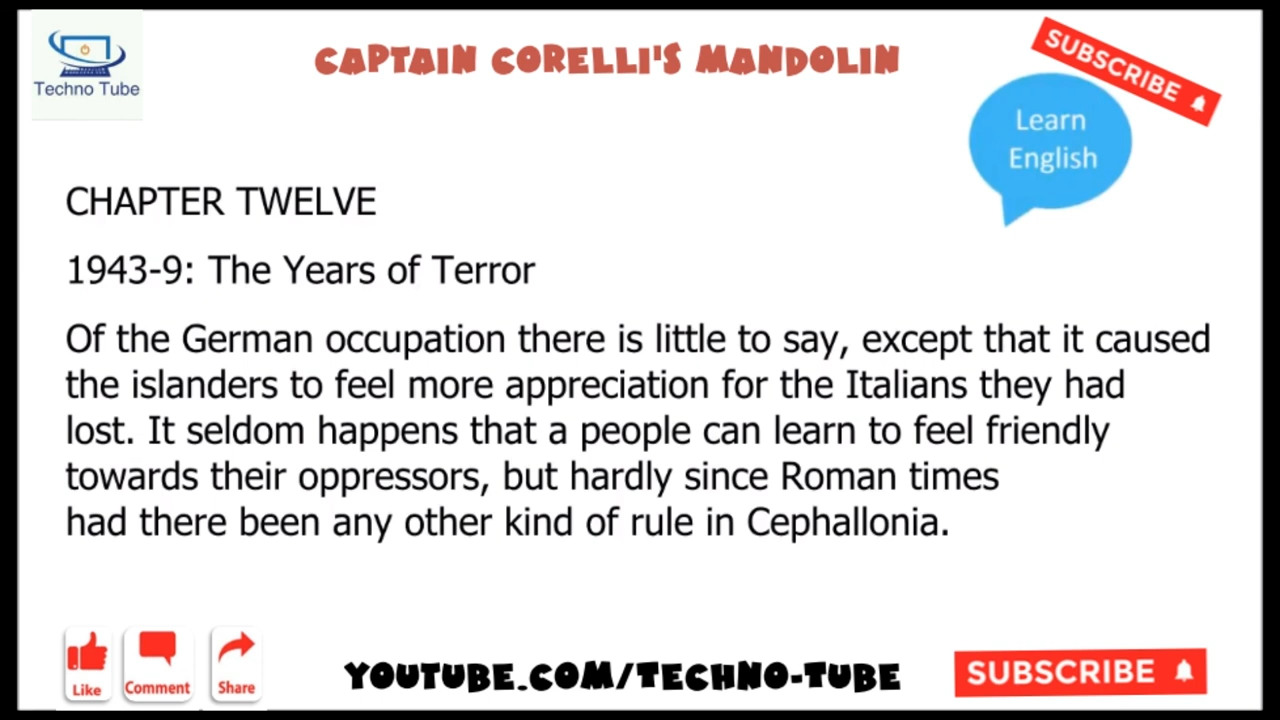 Techno Tube
CAPTAIN CORELLI'S MANDOLIN
SUBSCRIBE
Learn
English
CHAPTER TWELVE
1943-9: The Years of Terror
Of the German occupation there is little to say, except that it caused
the islanders to feel more appreciation for the Italians they had
lost. It seldom happens that a people can learn to feel friendly
towards their oppressors, but hardly since Roman times
had there been any other kind of rule in Cephallonia.
Like
Comment
Share
YOUTUBE.COM/TECHNO-TUBE
SUBSCRIBE